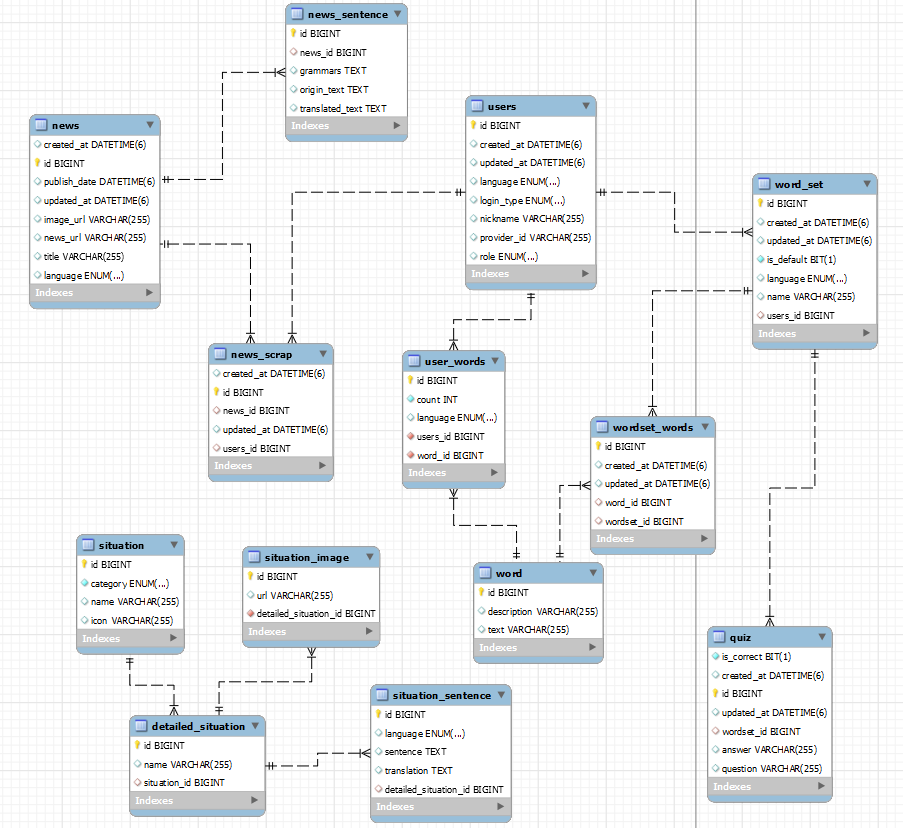 news_sentence
id BIGINT
news_id BIGINT
grammars TEXT
origin_text TEXT
translated_text TEXT
Indexes
users
id BIGINT
created_at DATETIME(6)
updated_at DATETIME(6)
language ENUM(...)
login_type ENUM(...)
nickname VARCHAR(255)
provider_id VARCHAR(255)
role ENUM(...)
Indexes
news
created_at DATETIME(6)
id BIGINT
publish_date DATETIME(6)
updated_at DATETIME(6)
image_url VARCHAR(255)
news_url VARCHAR(255)
title VARCHAR(255)
language ENUM(...)
Indexes
word_set
id BIGINT
created_at DATETIME(6)
updated_at DATETIME(6)
is_default BIT(1)
language ENUM(...)
name VARCHAR(255)
users_id BIGINT
Indexes
news_scrap
created_at DATETIME(6)
id BIGINT
news_id BIGINT
updated_at DATETIME(6)
users_id BIGINT
Indexes
user_words
id BIGINT
count INT
language ENUM(...)
users_id BIGINT
word_id BIGINT
Indexes
wordset_words
id BIGINT
created_at DATETIME(6)
updated_at DATETIME(6)
word_id BIGINT
wordset_id BIGINT
Indexes
situation
id BIGINT
category ENUM(...)
name VARCHAR(255)
icon VARCHAR(255)
Indexes
situation_image
id BIGINT
url VARCHAR(255)
detailed_situation_id BIGINT
Indexes
word
id BIGINT
description VARCHAR(255)
text VARCHAR(255)
Indexes
quiz
is_correct BIT(1)
created_at DATETIME(6)
id BIGINT
updated_at DATETIME(6)
wordset_id BIGINT
answer VARCHAR(255)
question VARCHAR(255)
Indexes
detailed_situation
id BIGINT
name VARCHAR(255)
situation_id BIGINT
Indexes
situation_sentence
id BIGINT
language ENUM(...)
sentence TEXT
translation TEXT
detailed_situation_id BIGINT
Indexes